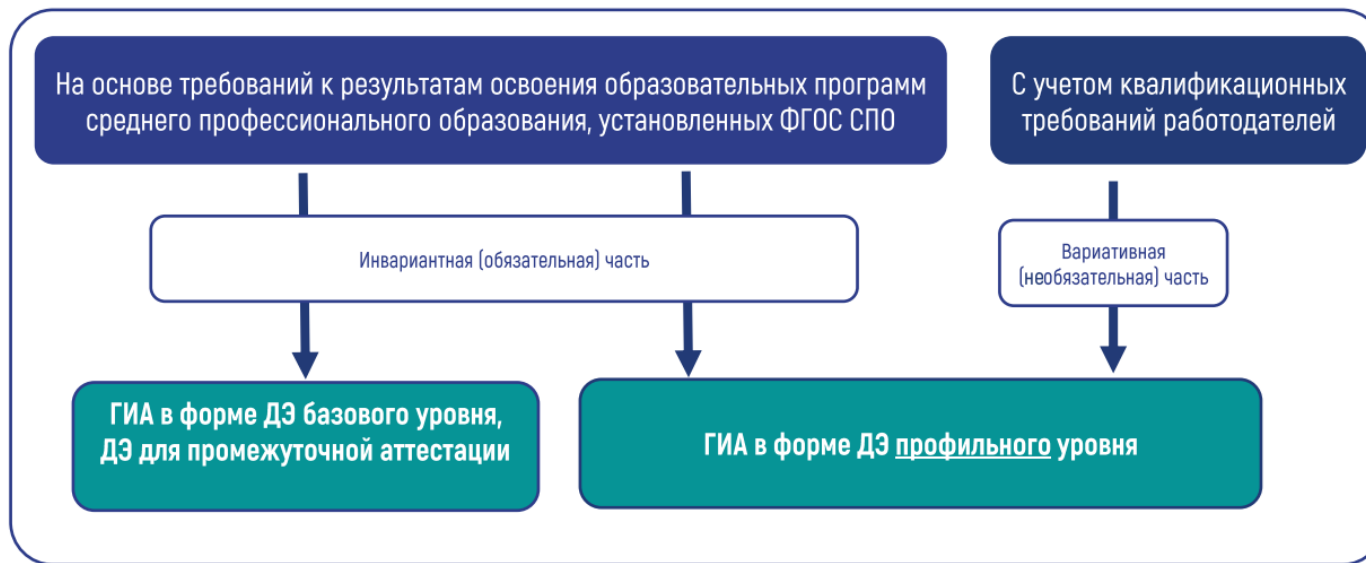 На основе требований к результатам освоения образовательных программ
среднего профессионального образования, установленных ФГОС СПО
С учетом квалификационных
требований работодателей
Инвариантная (обязательная) часть
Вариативная
(необязательная) часть
ГИА в форме ДЭ базового уровня,
ДЭ для промежуточной аттестации
ГИА в форме ДЭ профильного уровня